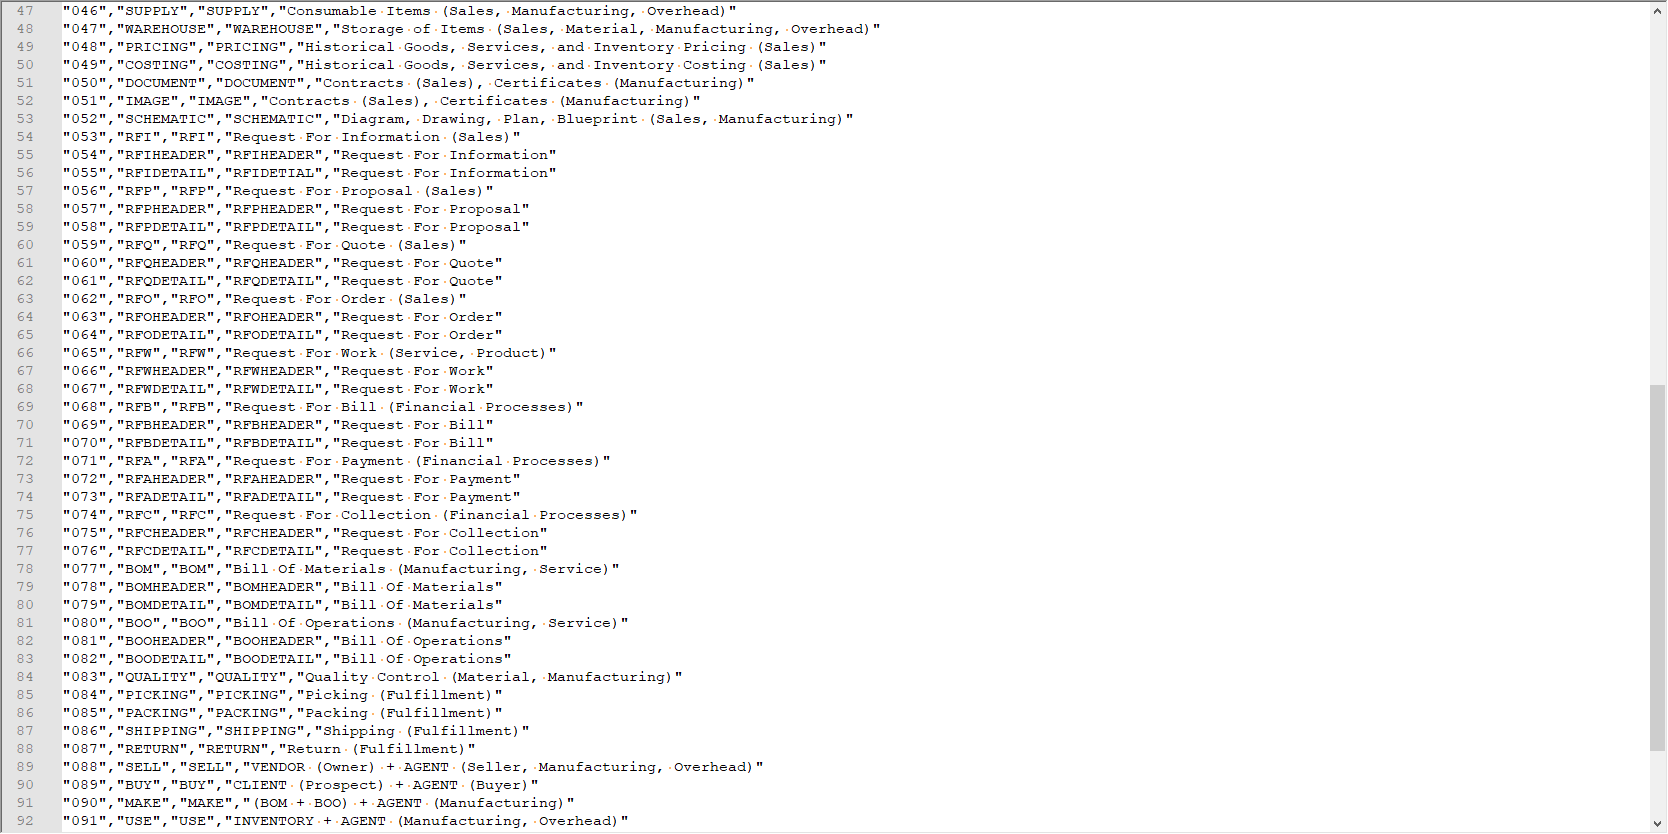 47 "046","SUPPLY","SUPPLY","Consumable Items (Sales, Manufacturing, Overhead)"
48 "047","WAREHOUSE","WAREHOUSE","Storage of Items (Sales, Material, Manufacturing, Overhead)"
49 "048","PRICING","PRICING","Historical Goods, Services, and Inventory Pricing (Sales)"
50 "049","COSTING","COSTING","Historical Goods, Services, and Inventory Costing (Sales)"
51 "050","DOCUMENT","DOCUMENT","Contracts (Sales), Certificates (Manufacturing)"
52 "051","IMAGE","IMAGE","Contracts (Sales), Certificates (Manufacturing)"
53 "052","SCHEMATIC","SCHEMATIC","Diagram, Drawing, Plan, Blueprint (Sales, Manufacturing)"
54 "053","RFI","RFI","Request For Information (Sales)"
55 "054","RFIHEADER","RFIHEADER","Request For Information"
56 "055","RFIDETAIL","RFIDETIAL","Request For Information"
57 "056","RFP","RFP","Request For Proposal (Sales)"
58 "057","RFPHEADER","RFPHEADER","Request For Proposal"
59 "058","RFPDETAIL","RFPDETAIL","Request For Proposal"
60 "059","RFQ","RFQ","Request For Quote (Sales)"
61 "060","RFQHEADER","RFQHEADER","Request For Quote"
62 "061","RFQDETAIL","RFQDETAIL","Request For Quote"
63 "062","RFO","RFO","Request For Order (Sales)"
64 "063","RFOHEADER","RFOHEADER","Request For Order"
65 "064","RFODETAIL","RFODETAIL","Request For Order"
66 "065","RFW","RFW","Request For Work (Service, Product)"
67 "066","RFWHEADER","RFWHEADER","Request For Work"
68 "067","RFWDETAIL","RFWDETAIL","Request For Work"
69 "068","RFB","RFB","Request For Bill (Financial Processes)"
70 "069","RFBHEADER","RFBHEADER","Request For Bill"
71 "070","RFBDETAIL","RFBDETAIL","Request For Bill"
72 "071","RFA","RFA","Request For Payment (Financial Processes)"
73 "072","RFAHEADER","RFAHEADER","Request For Payment"
74 "073","RFADETAIL","RFADETAIL","Request For Payment"
75 "074","RFC","RFC","Request For Collection (Financial Processes)"
76 "075","RFCHEADER","RFCHEADER","Request For Collection"
77 "076","RFCDETAIL","RFCDETAIL","Request For Collection"
78 "077","BOM","BOM","Bill Of Materials (Manufacturing, Service)"
79 "078","BOMHEADER","BOMHEADER","Bill Of Materials"
80 "079","BOMDETAIL","BOMDETAIL","Bill Of Materials"
81 "080","BOO","BOO","Bill Of Operations (Manufacturing, Service)"
82 "081","BOOHEADER","BOOHEADER","Bill Of Operations"
83 "082","BOODETAIL","BOODETAIL","Bill Of Operations"
84 "083","QUALITY","QUALITY","Quality Control (Material, Manufacturing)"
85 "084","PICKING","PICKING","Picking (Fulfillment)"
86 "085","PACKING","PACKING","Packing (Fulfillment)"
87 "086","SHIPPING","SHIPPING","Shipping (Fulfillment)"
88 "087","RETURN","RETURN","Return (Fulfillment)"
89 "088","SELL","SELL","VENDOR (Owner) + AGENT (Seller, Manufacturing, Overhead)"
90 "089","BUY","BUY","CLIENT (Prospect) + AGENT (Buyer)"
91 "090","MAKE","MAKE","(BOM + BOO) + AGENT (Manufacturing)"
92 "091","USE","USE","INVENTORY + AGENT (Manufacturing, Overhead)"